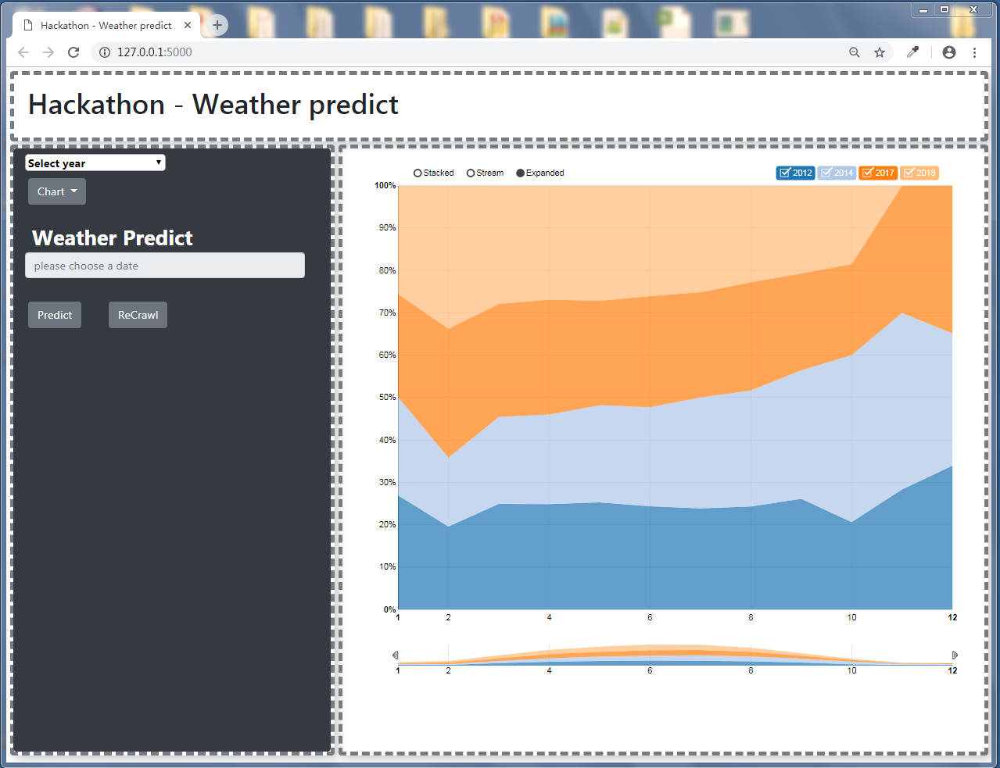 Hackathon - Weather predict
127.0.0.1:5000
Hackathon - Weather predict
Select year
Chart
Weather Predict
please choose a date
Predict ReCrawl
Stacked Stream Expanded 2012 2014 2017 2018
100%
90%
80%
70%
60%
50%
40%
30%
20%
10%
0%
1 2 4 6 8 10 12
1 2 4 6 8 10 12